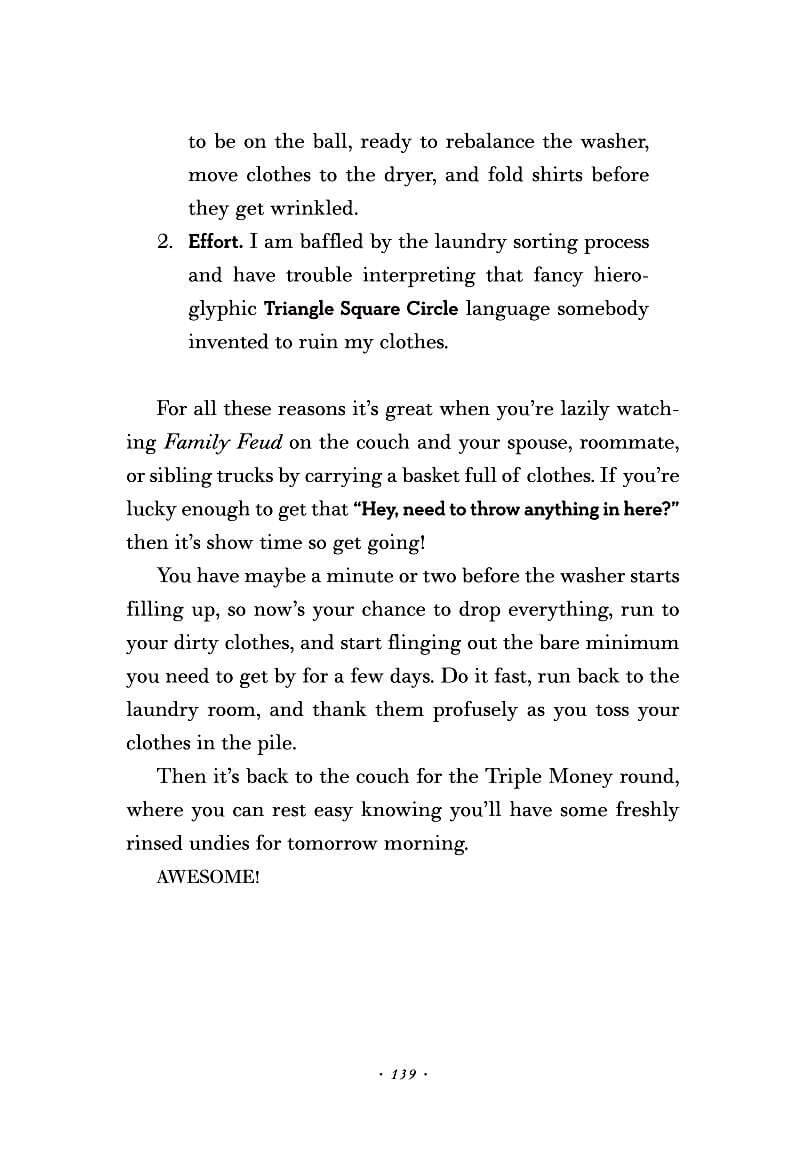 to be on the ball, ready to rebalance the washer,
move clothes to the dryer, and fold shirts before
they get wrinkled.
2. Effort. I am baffled by the laundry sorting process
and have trouble interpreting that fancy hiero-
glyphic Triangle Square Circle language somebody
invented to ruin my clothes.
For all these reasons it’s great when you’re lazily watch-
ing Family Feud on the couch and your spouse, roommate,
or sibling trucks by carrying a basket full of clothes. If you’re
lucky enough to get that “Hey, need to throw anything in here?”
then it’s show time so get going!
You have maybe a minute or two before the washer starts
filling up, so now’s your chance to drop everything, run to
your dirty clothes, and start flinging out the bare minimum
you need to get by for a few days. Do it fast, run back to the
laundry room, and thank them profusely as you toss your
clothes in the pile.
Then it’s back to the couch for the Triple Money round,
where you can rest easy knowing you’ll have some freshly
rinsed undies for tomorrow morning.
AWESOME!
· 139 ·